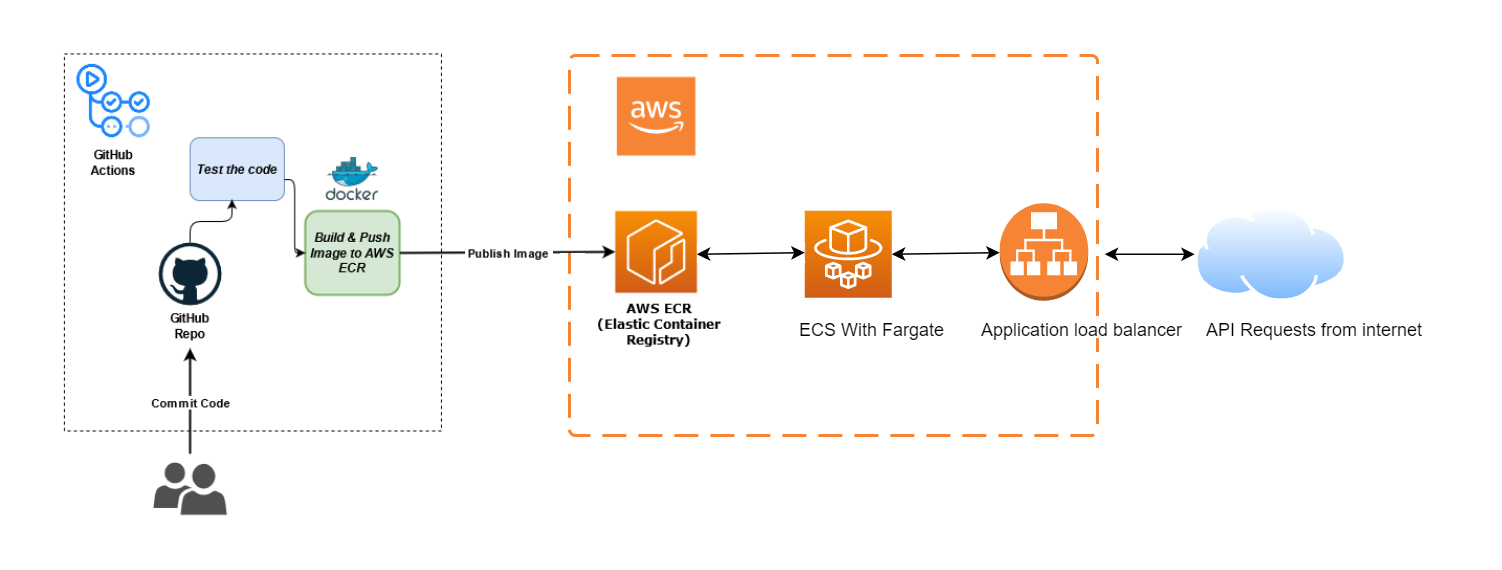 GitHub
Actions
Test the code
docker
Build & Push
Image to AWS
ECR
GitHub
Repo
Commit Code
Publish Image
aws
AWS ECR
(Elastic Container
Registry)
ECS With Fargate
Application load balancer
API Requests from internet